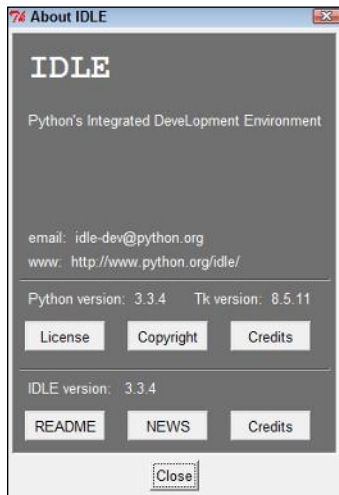 About IDLE
IDLE
Python's Integrated DeveLopment Environment
email: idle-dev@python.org
www: http://www.python.org/idle/
Python version: 3.3.4 Tk version: 8.5.11
License Copyright Credits
IDLE version: 3.3.4
README NEWS Credits
Close